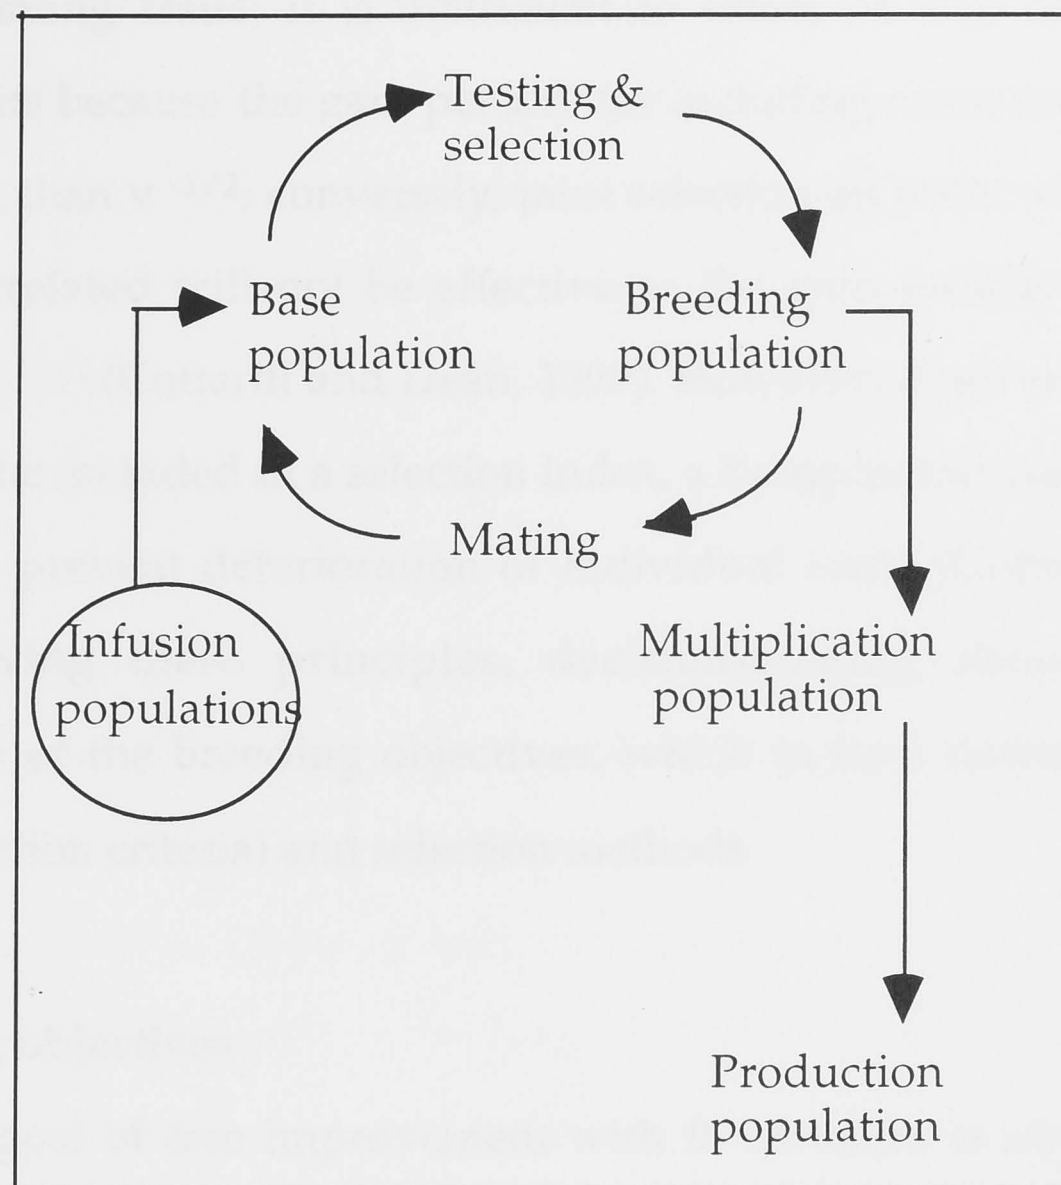 Testing &
selection
Base
population
Breeding
population
Mating
Infusion
populations
Multiplication
population
Production
population